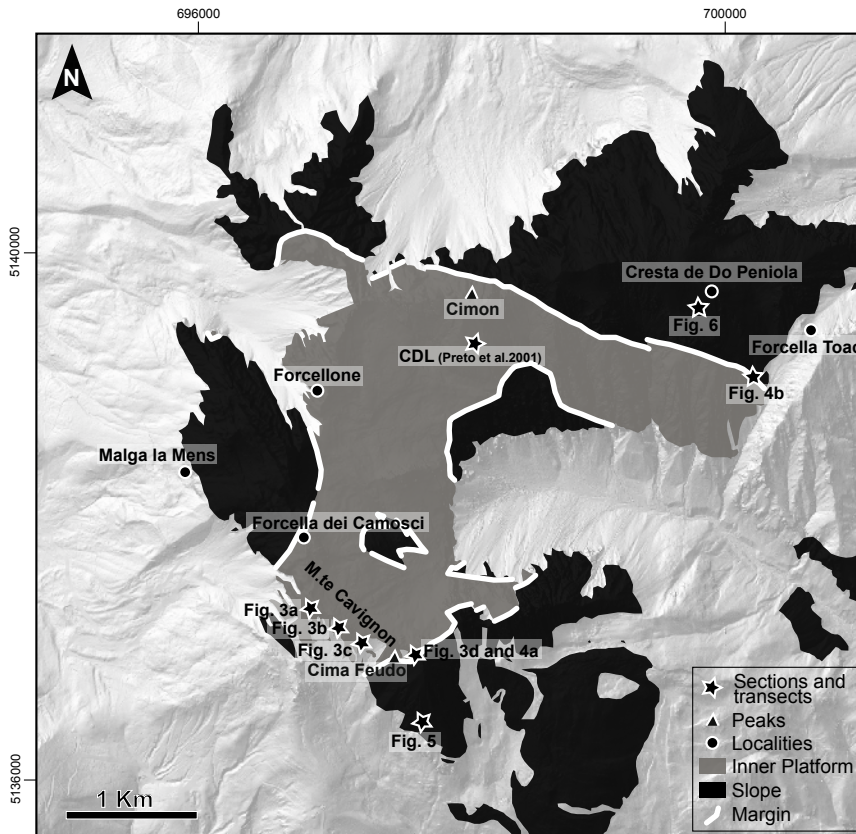 696000
700000
N
5140000
Cresta de Do Peniola
Cimon
Fig. 6
Forcella Toac
CDL (Preto et al.2001)
Forcellone
Fig. 4b
Malga la Mens
Forcella dei Camosci
M.te Cavignon
Fig. 3a
Fig. 3b
Fig. 3c
Fig. 3d and 4a
Cima Feudo
Fig. 5
5136000
Sections and
transects
Peaks
Localities
Inner Platform
Slope
Margin
1 Km